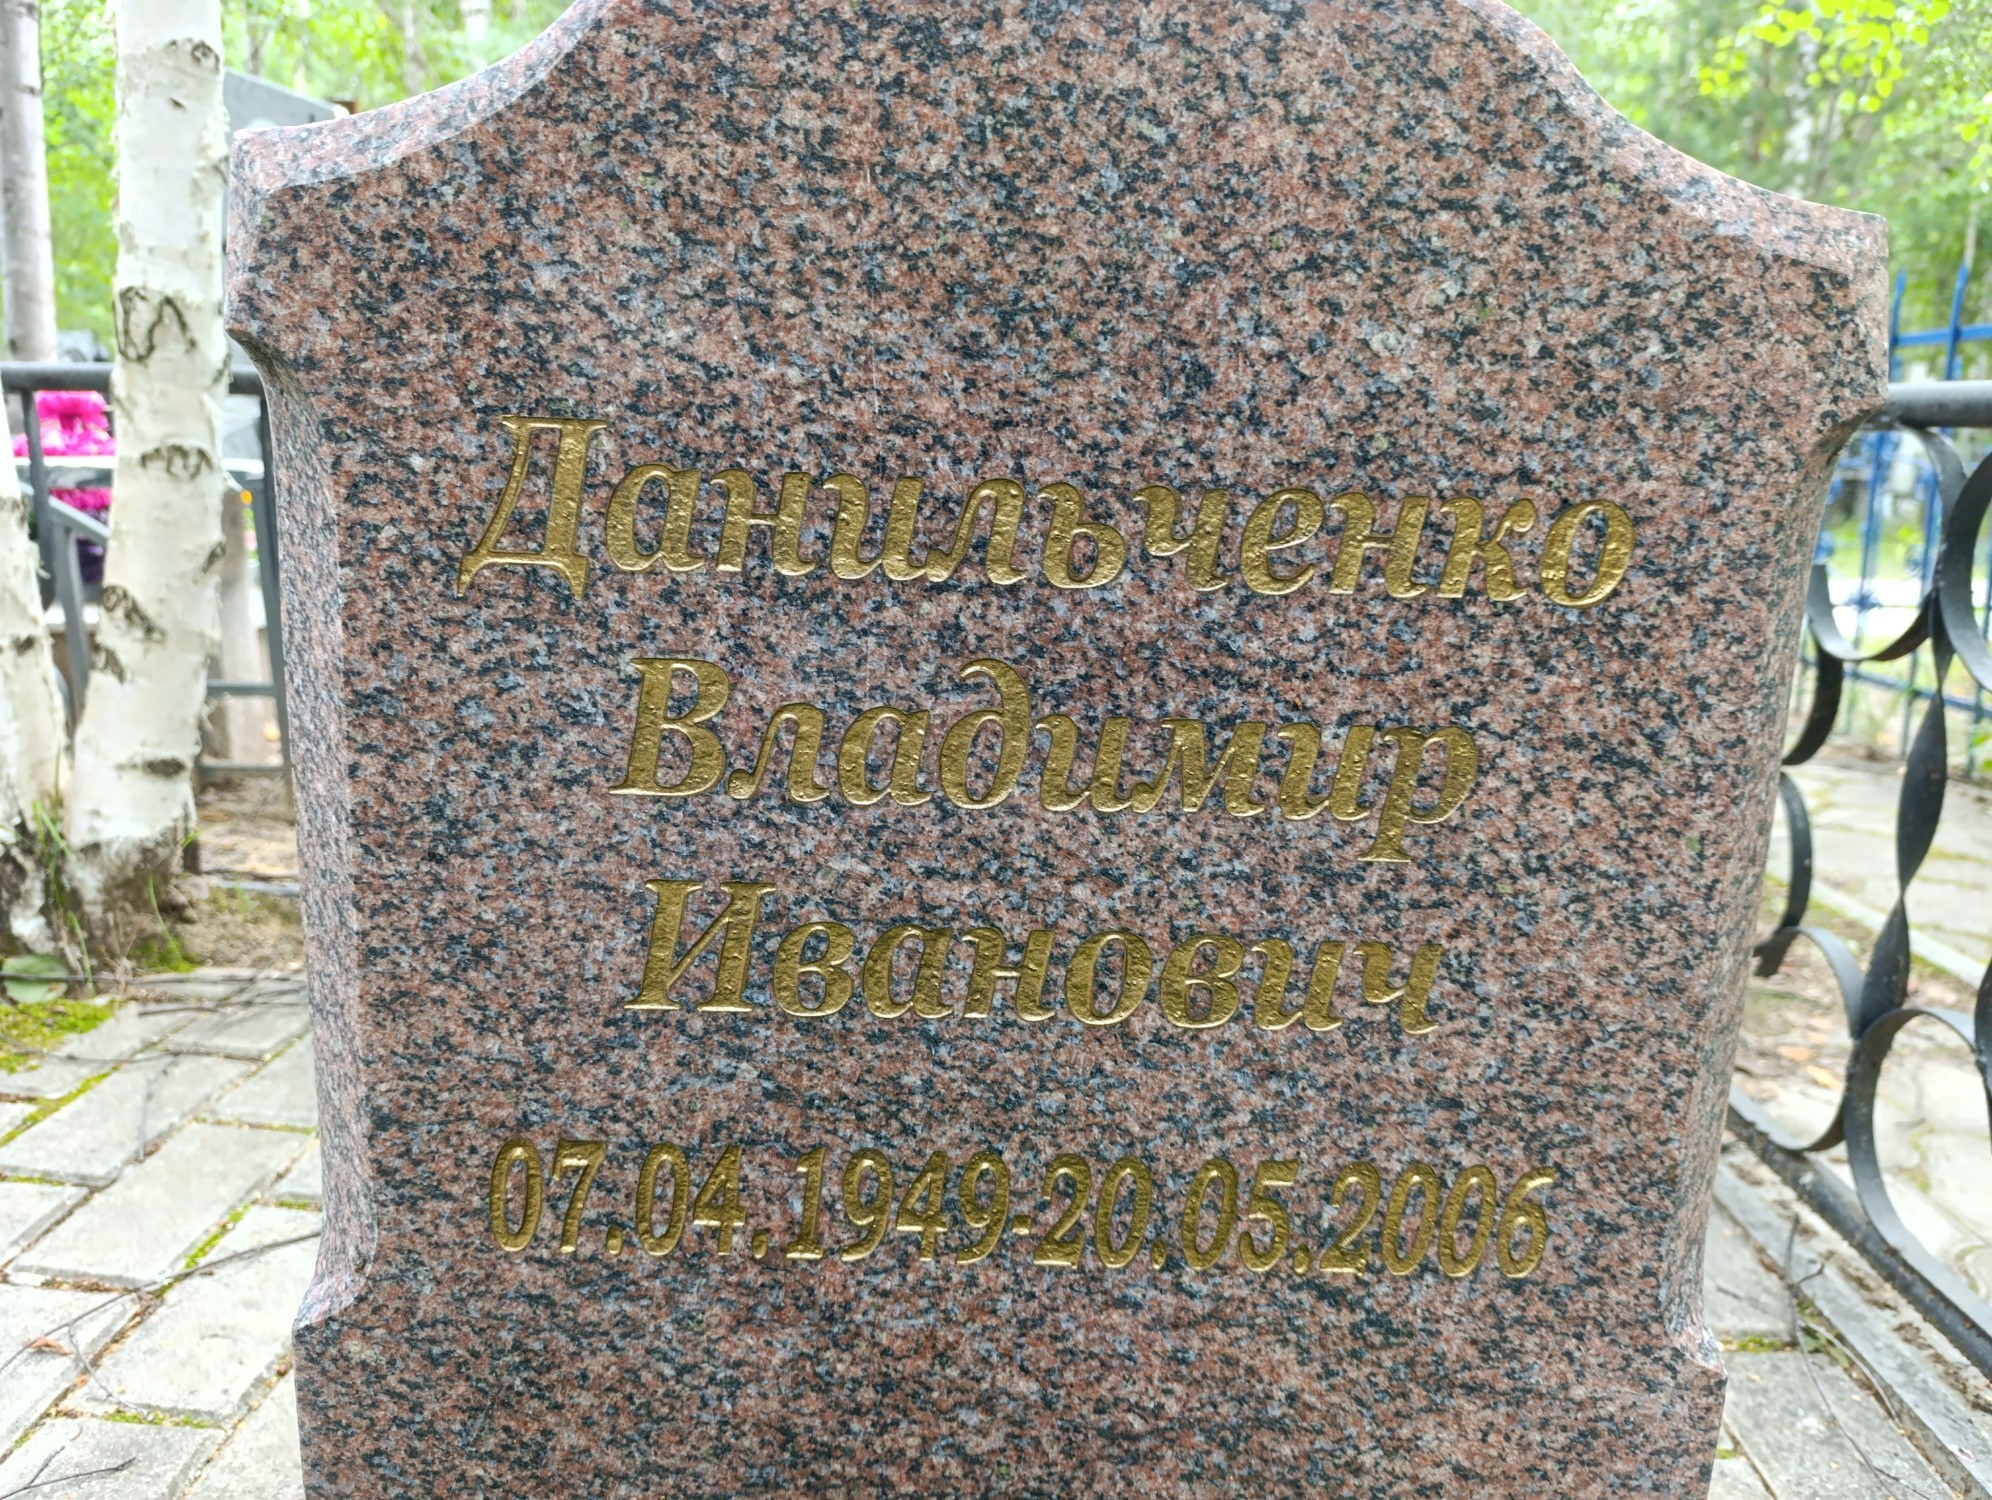 Данильченко
Владимир
Иванович
07.04.1949-20.05.2006